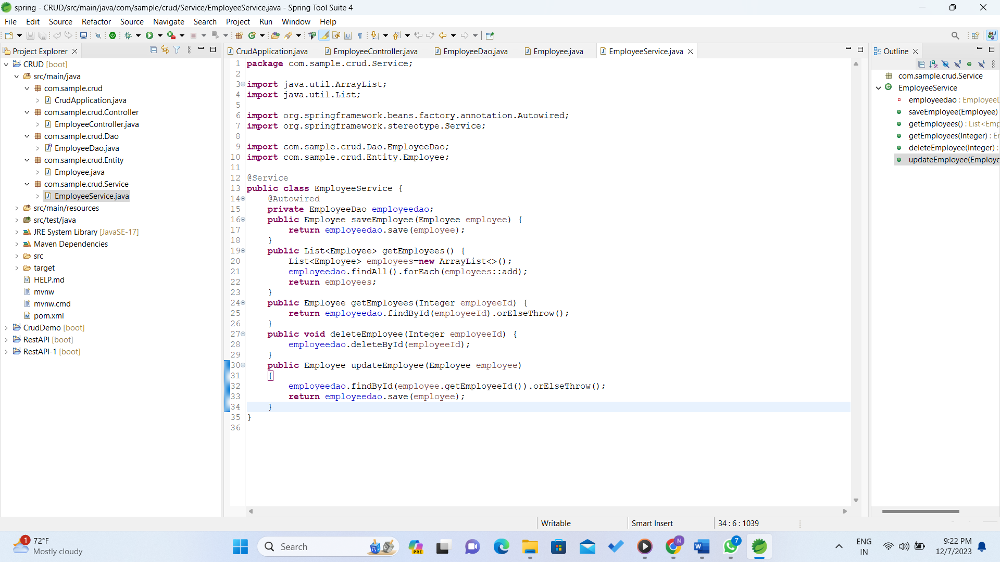 spring - CRUD/src/main/java/com/sample/crud/Service/EmployeeService.java - Spring Tool Suite 4
File Edit Source Refactor Source Navigate Search Project Run Window Help
Project Explorer
CRUD [boot]
src/main/java
com.sample.crud
CrudApplication.java
com.sample.crud.Controller
EmployeeController.java
com.sample.crud.Dao
EmployeeDao.java
com.sample.crud.Entity
Employee.java
com.sample.crud.Service
EmployeeService.java
src/main/resources
src/test/java
JRE System Library [JavaSE-17]
Maven Dependencies
src
target
HELP.md
mvnw
mvnw.cmd
pom.xml
CrudDemo [boot]
RestAPI [boot]
RestAPI-1 [boot]
CrudApplication.java EmployeeController.java EmployeeDao.java Employee.java EmployeeService.java
1 package com.sample.crud.Service;
2
3 import java.util.ArrayList;
4 import java.util.List;
5
6 import org.springframework.beans.factory.annotation.Autowired;
7 import org.springframework.stereotype.Service;
8
9 import com.sample.crud.Dao.EmployeeDao;
10 import com.sample.crud.Entity.Employee;
11
12 @Service
13 public class EmployeeService {
14     @Autowired
15     private EmployeeDao employeedao;
16     public Employee saveEmployee(Employee employee) {
17         return employeedao.save(employee);
18     }
19     public List<Employee> getEmployees() {
20         List<Employee> employees=new ArrayList<>();
21         employeedao.findAll().forEach(employees::add);
22         return employees;
23     }
24     public Employee getEmployees(Integer employeeId) {
25         return employeedao.findById(employeeId).orElseThrow();
26     }
27     public void deleteEmployee(Integer employeeId) {
28         employeedao.deleteById(employeeId);
29     }
30     public Employee updateEmployee(Employee employee)
31     {
32         employeedao.findById(employee.getEmployeeId()).orElseThrow();
33         return employeedao.save(employee);
34     }
35 }
36
Outline
com.sample.crud.Service
EmployeeService
employeedao : EmployeeD
saveEmployee(Employee)
getEmployees() : List<Emp
getEmployees(Integer) : Er
deleteEmployee(Integer) :
updateEmployee(Employe
Writable Smart Insert 34 : 6 : 1039
1
72°F
Mostly cloudy
Search
PRE
N
W
7
ENG
IN
9:22 PM
12/7/2023